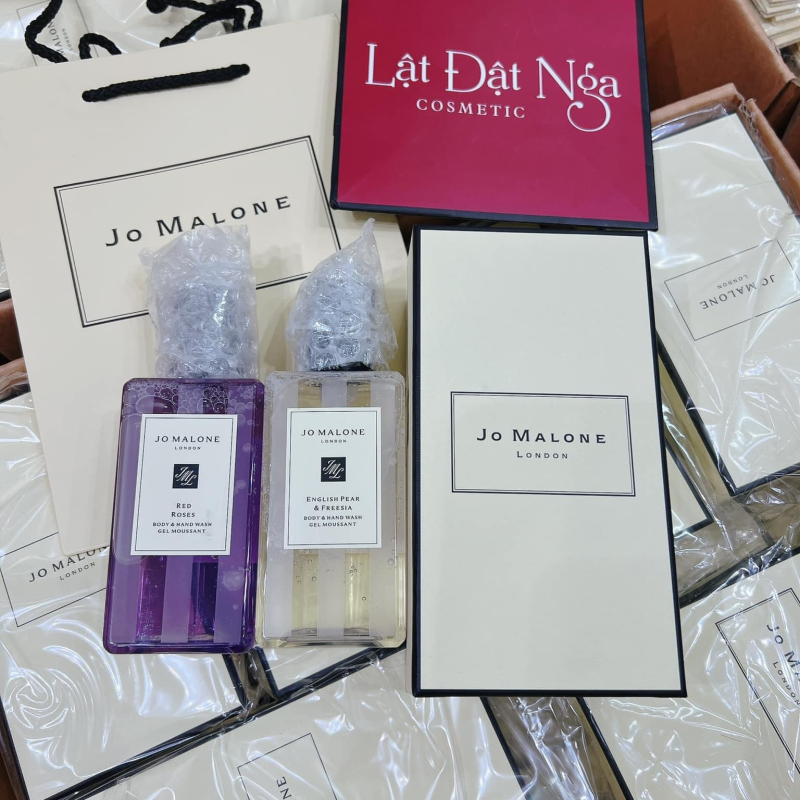 Lật Đật Nga
COSMETIC
JO MALONE
JO MALONE
LONDON
RED
ROSES
BODY & HAND WASH
GEL MOUSSANT
JO MALONE
LONDON
ENGLISH PEAR
& FREESIA
BODY & HAND WASH
GEL MOUSSANT
JO MALONE
LONDON
JO MALONE
LONDON
JO MALONE
LONDON